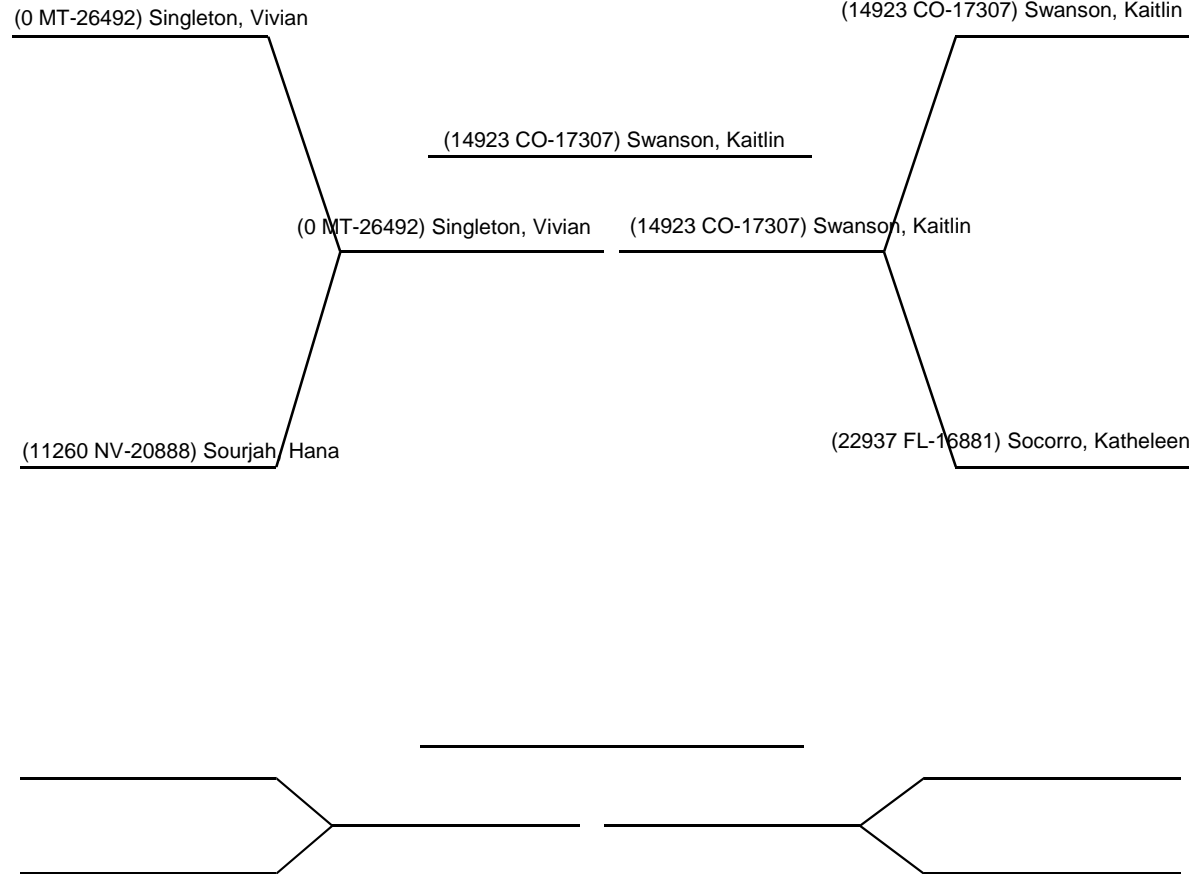 (0 MT-26492) Singleton, Vivian
(14923 CO-17307) Swanson, Kaitlin
(14923 CO-17307) Swanson, Kaitlin
(0 MT-26492) Singleton, Vivian
(14923 CO-17307) Swanson, Kaitlin
(11260 NV-20888) Sourjah, Hana
(22937 FL-16881) Socorro, Katheleen